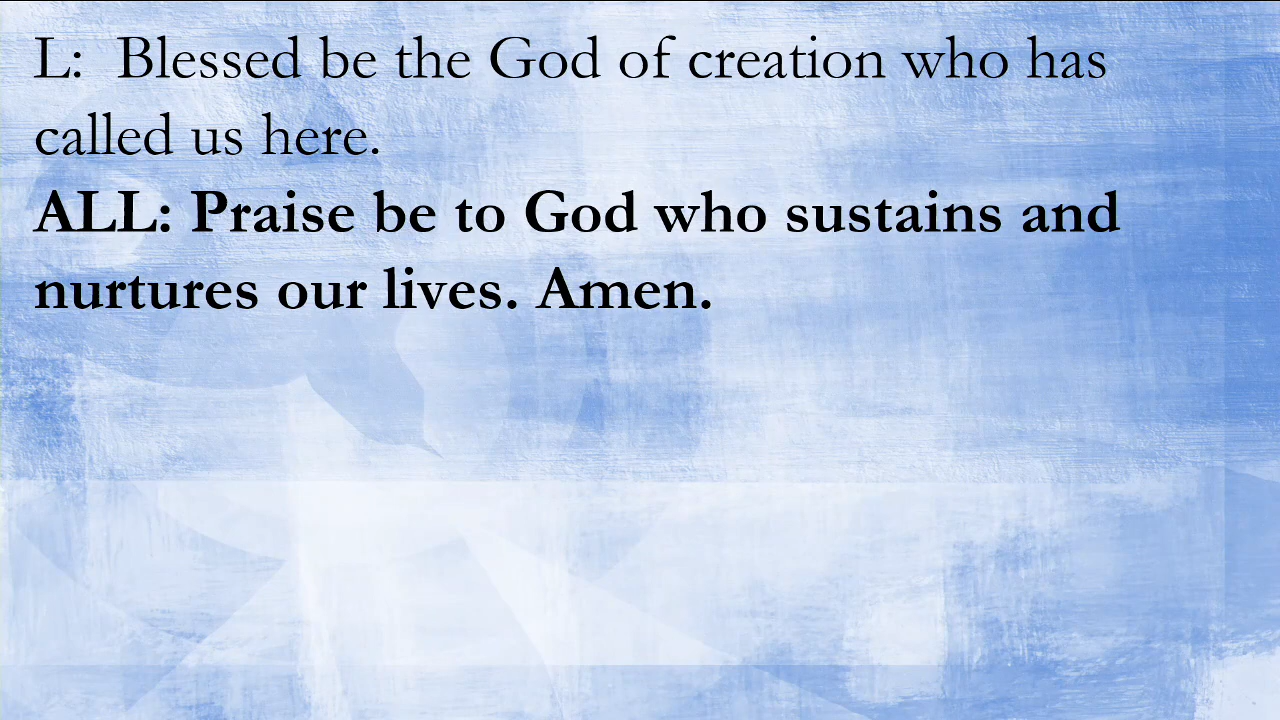 L:  Blessed be the God of creation who has
called us here.
ALL: Praise be to God who sustains and
nurtures our lives. Amen.